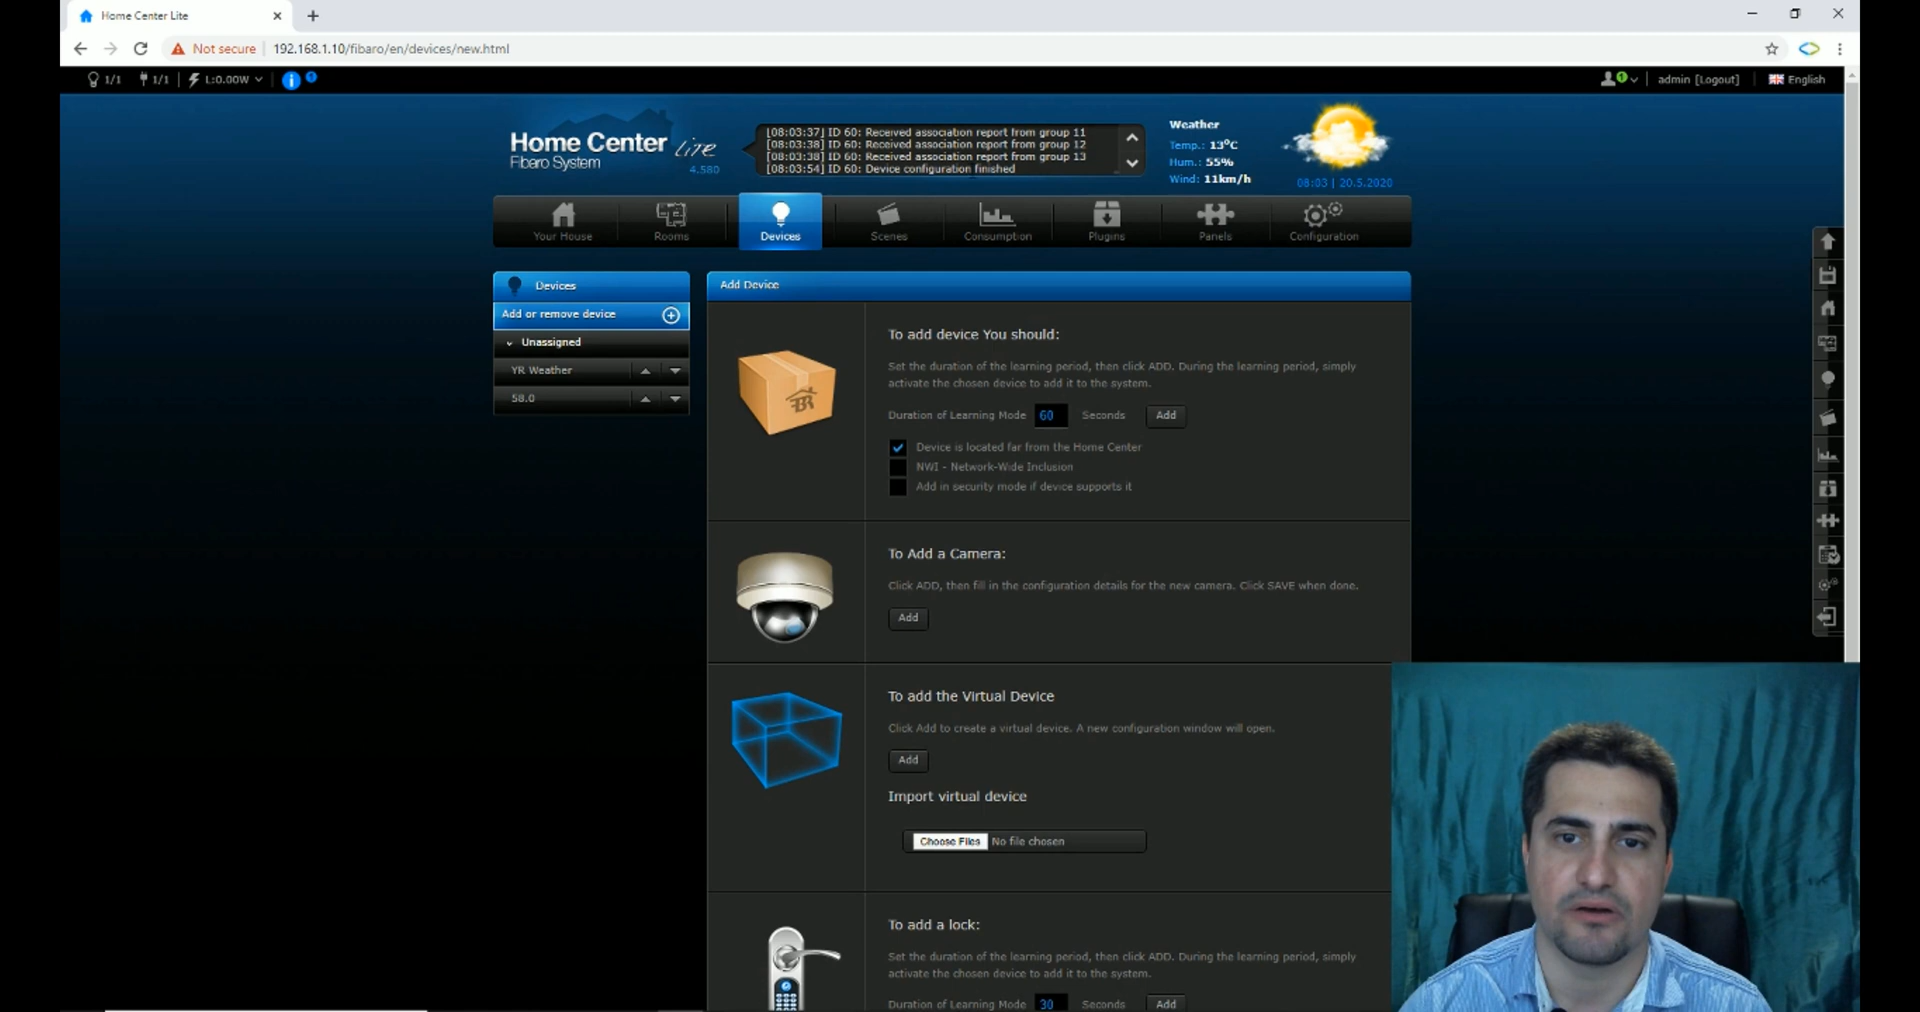 Home Center Lite
Not secure 192.168.1.10/fibaro/en/devices/new.html
1/1 1/1 L:0.00W i admin [Logout] English
Home Center Lite
Fibaro System
4.580
[08:03:37] ID 60: Received association report from group 11
[08:03:38] ID 60: Received association report from group 12
[08:03:38] ID 60: Received association report from group 13
[08:03:54] ID 60: Device configuration finished
Weather
Temp.: 13°C
Hum.: 55%
Wind: 11km/h
08:03 | 20.5.2020
Your House Rooms Devices Scenes Consumption Plugins Panels Configuration
Devices
Add or remove device
Unassigned
YR Weather
58.0
Add Device
To add device You should:
Set the duration of the learning period, then click ADD. During the learning period, simply
activate the chosen device to add it to the system.
Duration of Learning Mode 60 Seconds Add
Device is located far from the Home Center
NWI - Network-Wide Inclusion
Add in security mode if device supports it
To Add a Camera:
Click ADD, then fill in the configuration details for the new camera. Click SAVE when done.
Add
To add the Virtual Device
Click Add to create a virtual device. A new configuration window will open.
Add
Import virtual device
Choose Files No file chosen
To add a lock:
Set the duration of the learning period, then click ADD. During the learning period, simply
activate the chosen device to add it to the system.
Duration of Learning Mode 30 Seconds Add